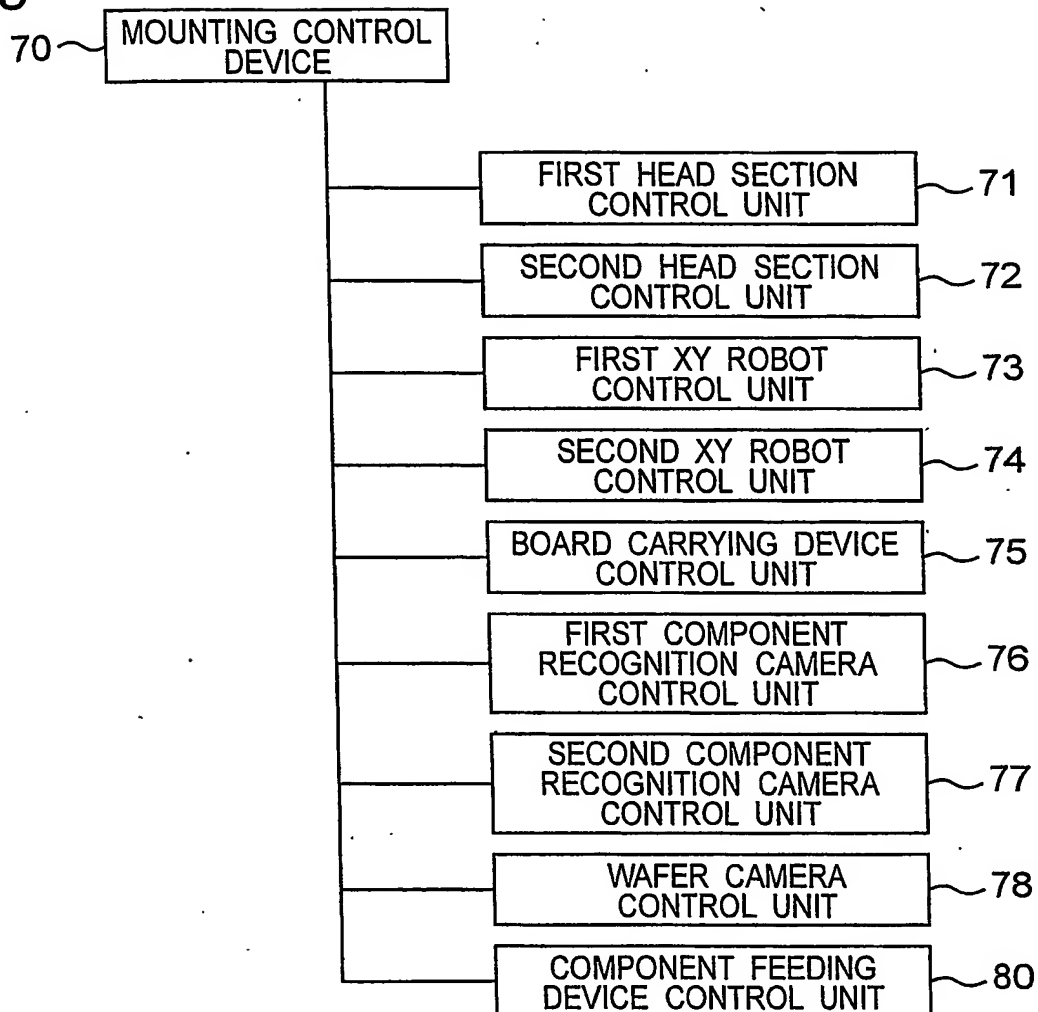 70
MOUNTING CONTROL
DEVICE
FIRST HEAD SECTION
CONTROL UNIT
71
SECOND HEAD SECTION
CONTROL UNIT
72
FIRST XY ROBOT
CONTROL UNIT
73
SECOND XY ROBOT
CONTROL UNIT
74
BOARD CARRYING DEVICE
CONTROL UNIT
75
FIRST COMPONENT
RECOGNITION CAMERA
CONTROL UNIT
76
SECOND COMPONENT
RECOGNITION CAMERA
CONTROL UNIT
77
WAFER CAMERA
CONTROL UNIT
78
COMPONENT FEEDING
DEVICE CONTROL UNIT
80